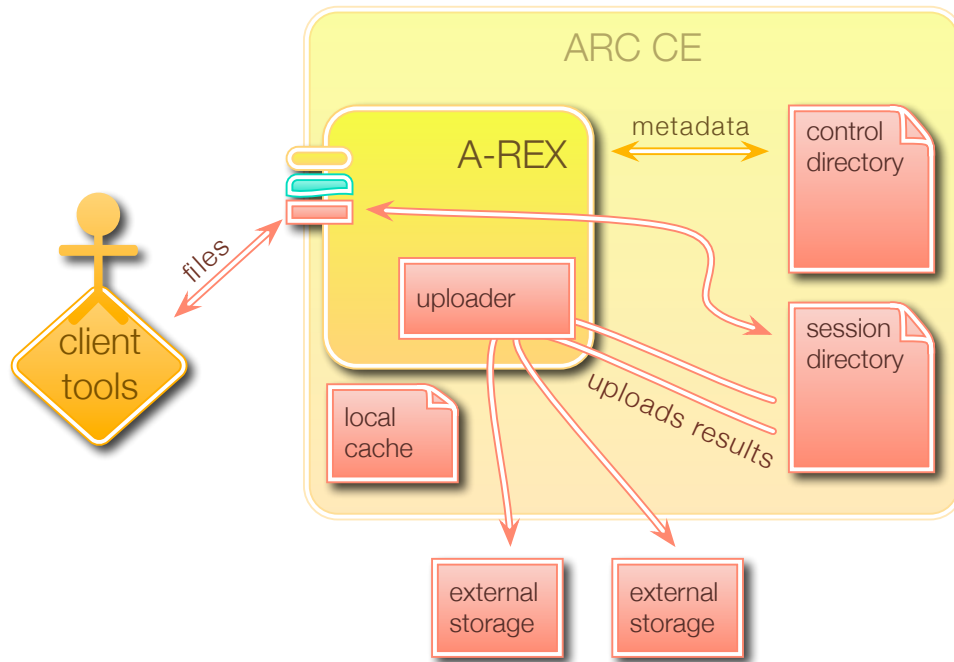 ARC CE
A-REX
metadata
control
directory
files
uploader
session
directory
client
tools
uploads results
local
cache
external
storage
external
storage